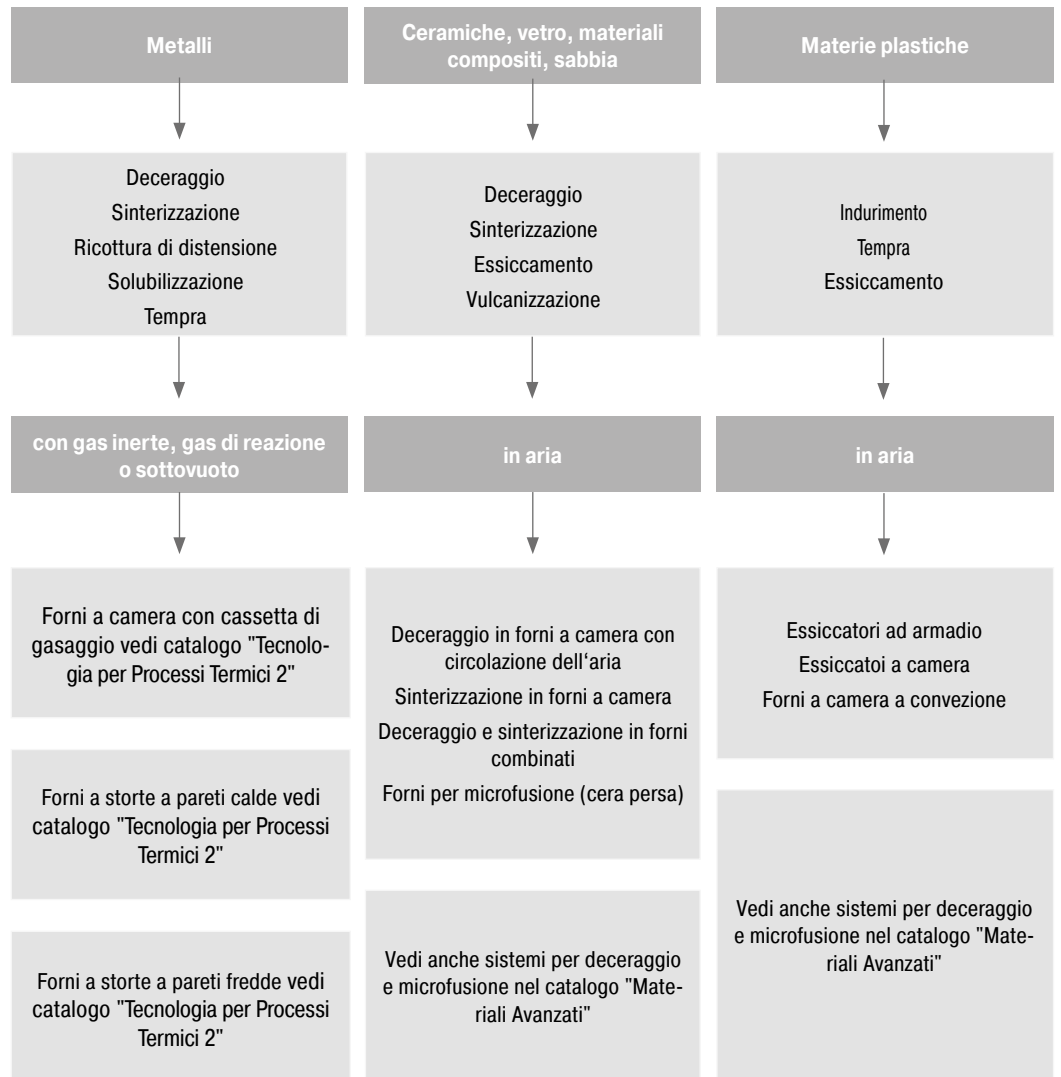 Metalli
Deceraggio
Sinterizzazione
Ricottura di distensione
Solubilizzazione
Tempra
con gas inerte, gas di reazione
o sottovuoto
Forni a camera con cassetta di
gasaggio vedi catalogo "Tecnolo-
gia per Processi Termici 2"
Forni a storte a pareti calde vedi
catalogo "Tecnologia per Processi
Termici 2"
Forni a storte a pareti fredde vedi
catalogo "Tecnologia per Processi
Termici 2"
Ceramiche, vetro, materiali
compositi, sabbia
Deceraggio
Sinterizzazione
Essiccamento
Vulcanizzazione
in aria
Deceraggio in forni a camera con
circolazione dell‘aria
Sinterizzazione in forni a camera
Deceraggio e sinterizzazione in forni
combinati
Forni per microfusione (cera persa)
Vedi anche sistemi per deceraggio
e microfusione nel catalogo "Mate-
riali Avanzati"
Materie plastiche
Indurimento
Tempra
Essiccamento
in aria
Essiccatori ad armadio
Essiccatoi a camera
Forni a camera a convezione
Vedi anche sistemi per deceraggio
e microfusione nel catalogo "Mate-
riali Avanzati"